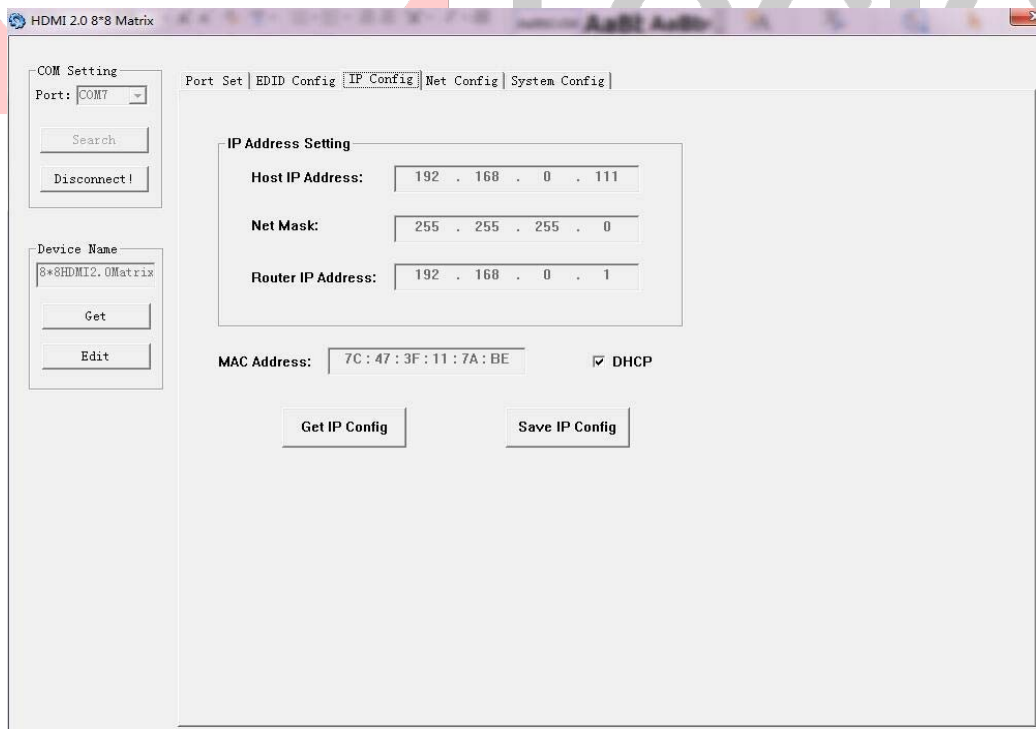 HDMI 2.0 8*8 Matrix
AaBb AaBb
COM Setting
Port: COM7
Search
Disconnect!
Device Name
8*8HDMI2.0Matrix
Get
Edit
Port Set EDID Config IP Config Net Config System Config
IP Address Setting
Host IP Address: 192 . 168 . 0 . 111
Net Mask: 255 . 255 . 255 . 0
Router IP Address: 192 . 168 . 0 . 1
MAC Address: 7C : 47 : 3F : 11 : 7A : BE
DHCP
Get IP Config Save IP Config